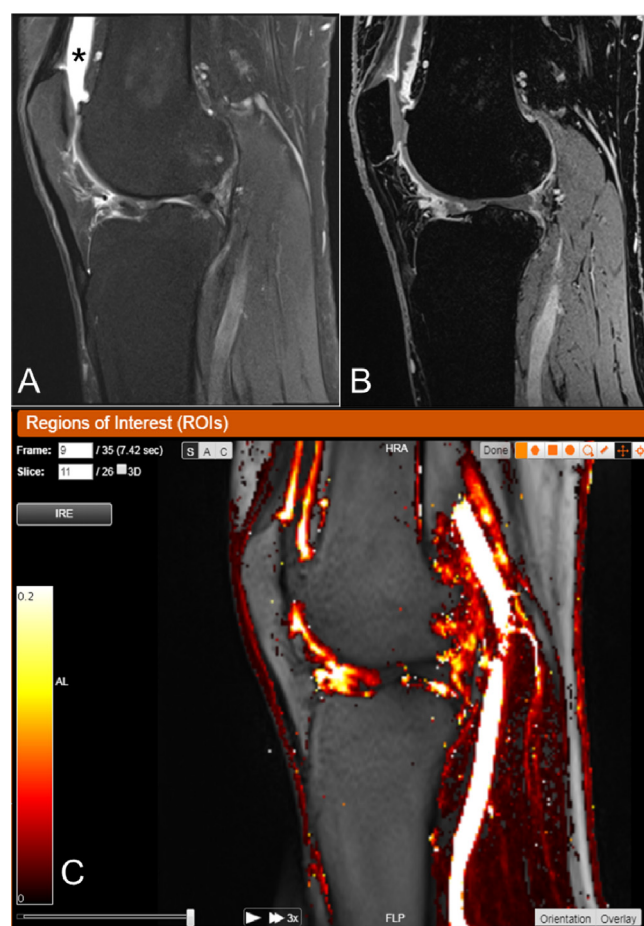 *
A
B
Regions of Interest (ROIs)
Frame: 9 / 35 (7.42 sec) S A C HRA Done
Slice: 11 / 26 3D
IRE
0.2
AL
0
C
3x FLP Orientation Overlay